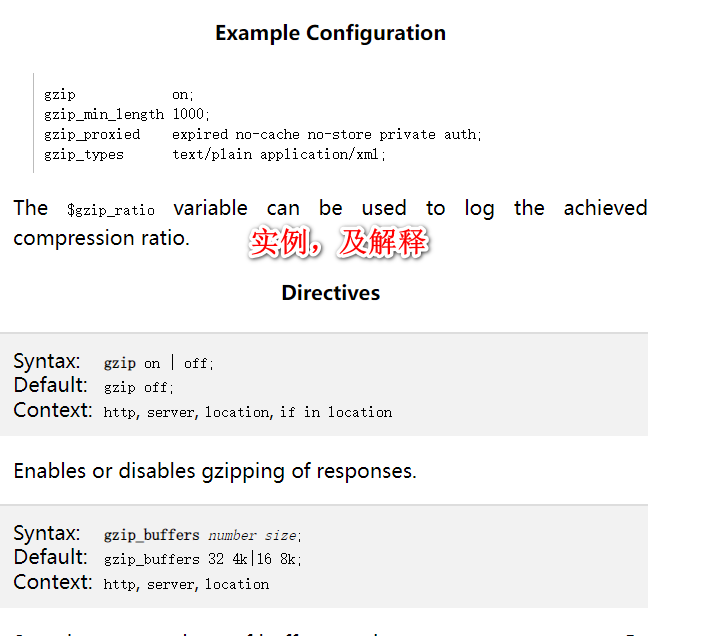 Example Configuration
gzip on;
gzip_min_length 1000;
gzip_proxied expired no-cache no-store private auth;
gzip_types text/plain application/xml;
The $gzip_ratio variable can be used to log the achieved
compression ratio.
实例，及解释
Directives
Syntax: gzip on | off;
Default: gzip off;
Context: http, server, location, if in location
Enables or disables gzipping of responses.
Syntax: gzip_buffers number size;
Default: gzip_buffers 32 4k|16 8k;
Context: http, server, location